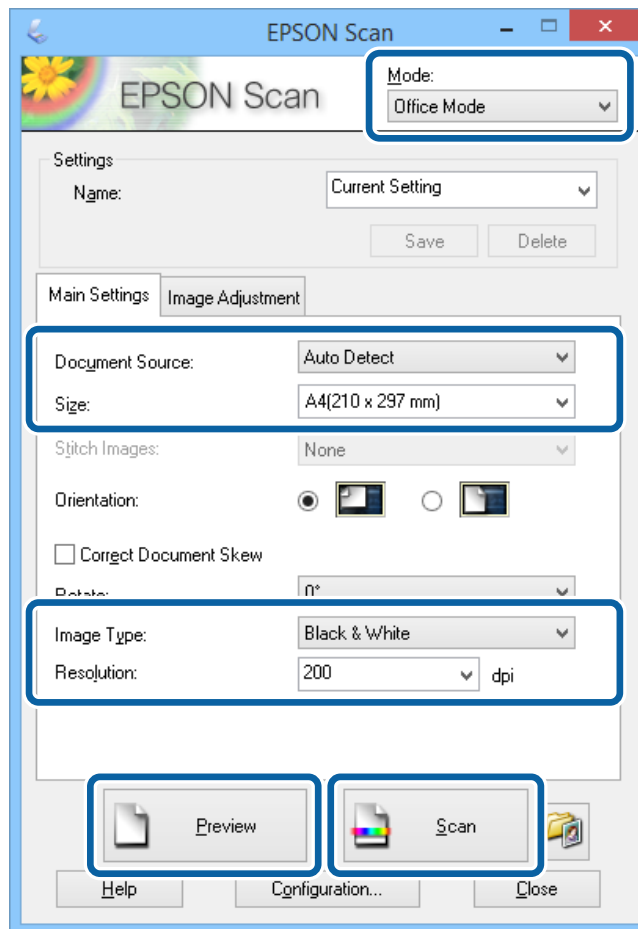 EPSON Scan
EPSON Scan
Mode:
Office Mode
Settings
Name:
Current Setting
Save
Delete
Main Settings
Image Adjustment
Document Source:
Auto Detect
Size:
A4(210 x 297 mm)
Stitch Images:
None
Orientation:
Correct Document Skew
Rotate:
0°
Image Type:
Black & White
Resolution:
200
dpi
Preview
Scan
Help
Configuration...
Close